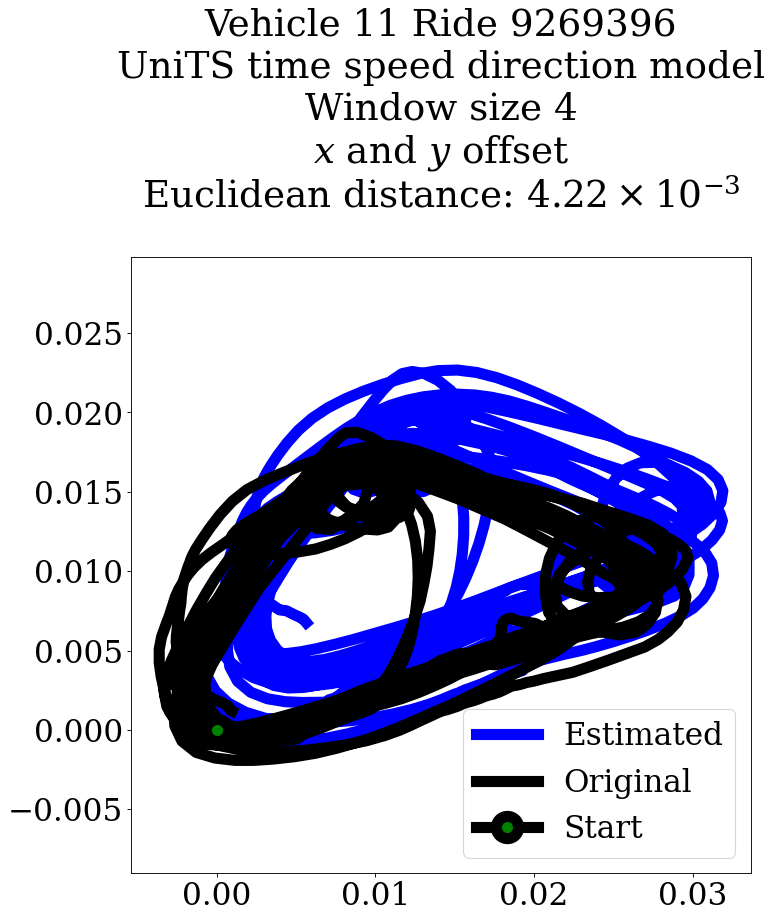 Vehicle 11 Ride 9269396
UniTS time speed direction model
Window size 4
x and y offset
Euclidean distance: 4.22 × 10⁻³
0.025
0.020
0.015
0.010
0.005
0.000
−0.005
0.00 0.01 0.02 0.03
Estimated
Original
Start